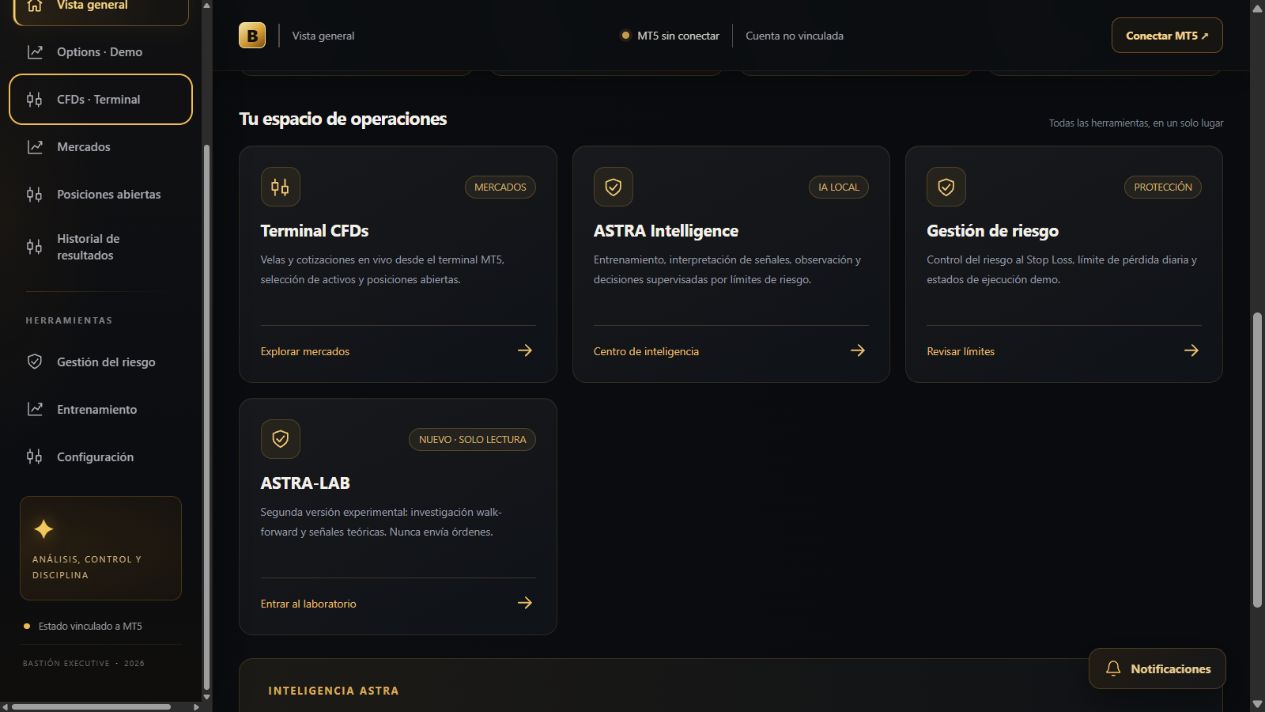 Vista general
Options · Demo
CFDs · Terminal
Mercados
Posiciones abiertas
Historial de
resultados
HERRAMIENTAS
Gestión del riesgo
Entrenamiento
Configuración
ANÁLISIS, CONTROL Y
DISCIPLINA
Estado vinculado a MT5
BASTIÓN EXECUTIVE • 2026
B
Vista general
MT5 sin conectar
Cuenta no vinculada
Conectar MT5 ↗
Tu espacio de operaciones
Todas las herramientas, en un solo lugar
MERCADOS
Terminal CFDs
Velas y cotizaciones en vivo desde el terminal MT5,
selección de activos y posiciones abiertas.
Explorar mercados
IA LOCAL
ASTRA Intelligence
Entrenamiento, interpretación de señales, observación y
decisiones supervisadas por límites de riesgo.
Centro de inteligencia
PROTECCIÓN
Gestión de riesgo
Control del riesgo al Stop Loss, límite de pérdida diaria y
estados de ejecución demo.
Revisar límites
NUEVO · SOLO LECTURA
ASTRA-LAB
Segunda versión experimental: investigación walk-
forward y señales teóricas. Nunca envía órdenes.
Entrar al laboratorio
INTELIGENCIA ASTRA
Notificaciones